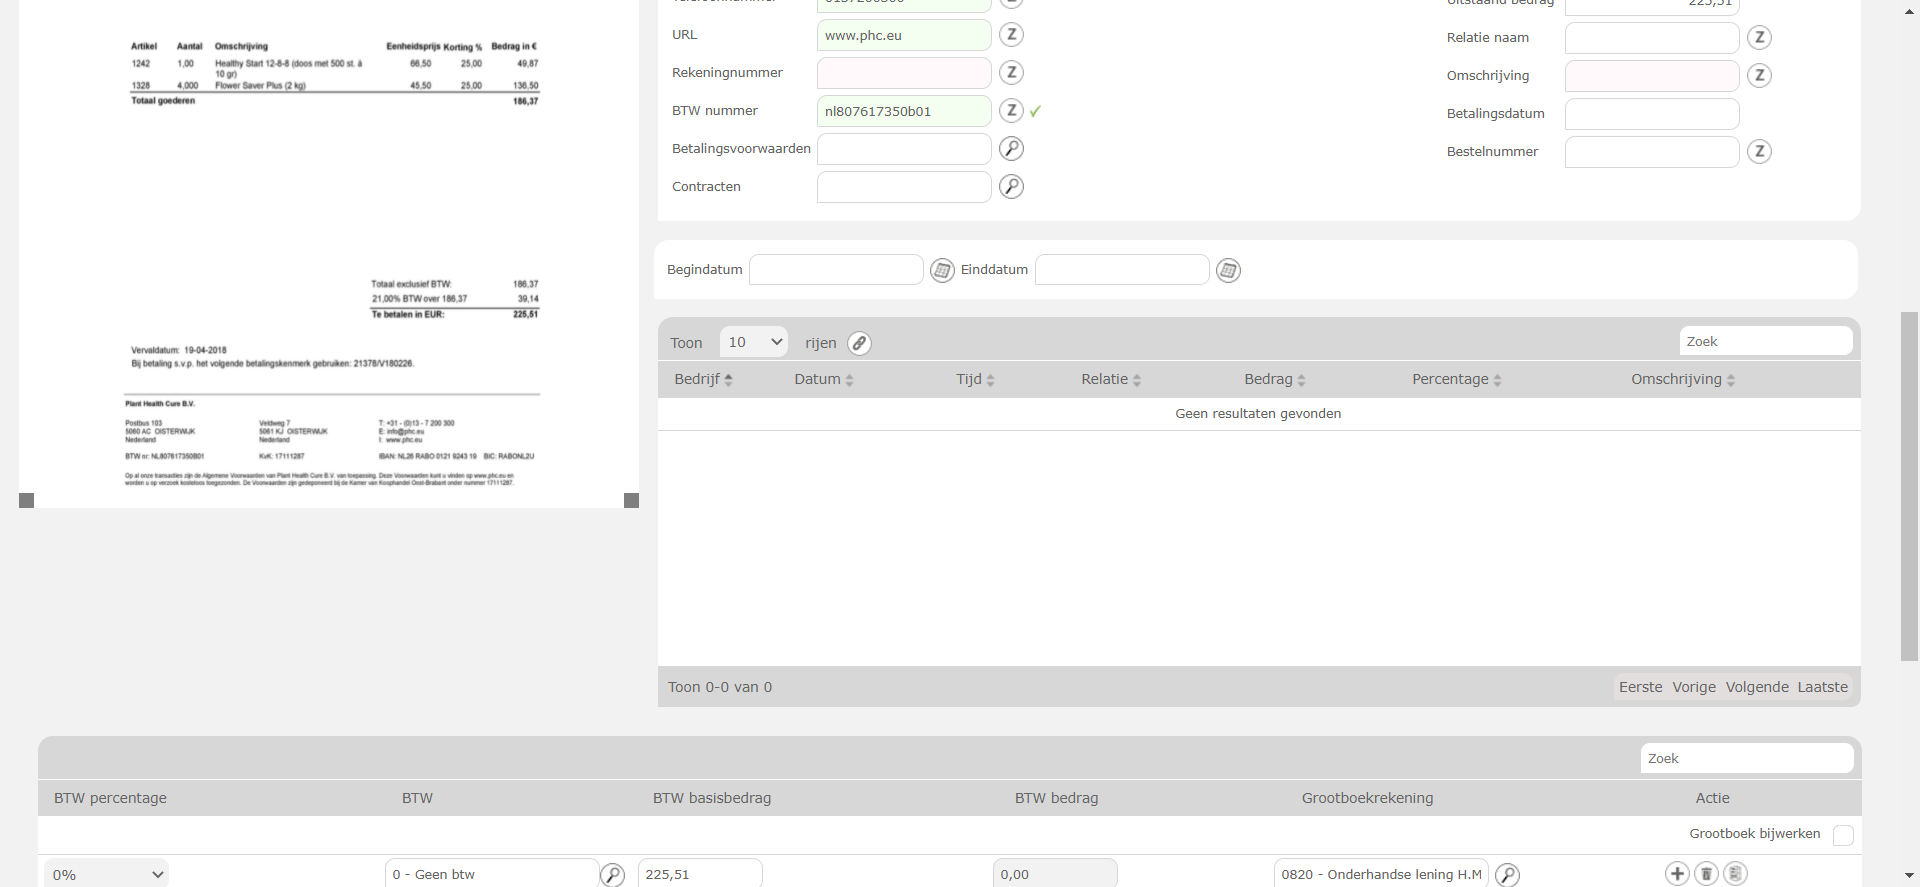 Artikel Aantal Omschrijving Eenheidsprijs Korting % Bedrag in €
1242 1,00 Healthy Start 12-8-8 (doos met 500 st. à 66,50 25,00 49,87
10 gr)
1328 4,000 Flower Saver Plus (2 kg) 45,50 25,00 136,50
Totaal goederen 186,37
Totaal exclusief BTW: 186,37
21,00% BTW over 186,37 39,14
Te betalen in EUR: 225,51
Vervaldatum: 19-04-2018
Bij betaling s.v.p. het volgende betalingskenmerk gebruiken: 21378/V180226.
Plant Health Cure B.V.
Postbus 103 Veldweg 7 T: +31 - (0)13 - 7 200 300
5060 AC OISTERWIJK 5061 KJ OISTERWIJK E: info@phc.eu
Nederland Nederland I: www.phc.eu
BTW nr: NL807617350B01 KvK: 17111287 IBAN: NL26 RABO 0121 9243 19 BIC: RABONL2U
Op al onze transacties zijn de Algemene Voorwaarden van Plant Health Cure B.V. van toepassing. Deze Voorwaarden kunt u vinden op www.phc.eu en
worden u op verzoek kosteloos toegezonden. De Voorwaarden zijn gedeponeerd bij de Kamer van Koophandel Oost-Brabant onder nummer 17111287.
URL www.phc.eu Z
Rekeningnummer Z
BTW nummer nl807617350b01 Z
Betalingsvoorwaarden
Contracten
Uitstaand bedrag 225,51
Relatie naam Z
Omschrijving Z
Betalingsdatum
Bestelnummer Z
Begindatum Einddatum
Toon 10 rijen Zoek
Bedrijf Datum Tijd Relatie Bedrag Percentage Omschrijving
Geen resultaten gevonden
Toon 0-0 van 0 Eerste Vorige Volgende Laatste
Zoek
BTW percentage BTW BTW basisbedrag BTW bedrag Grootboekrekening Actie
Grootboek bijwerken
0% 0 - Geen btw 225,51 0,00 0820 - Onderhandse lening H.M